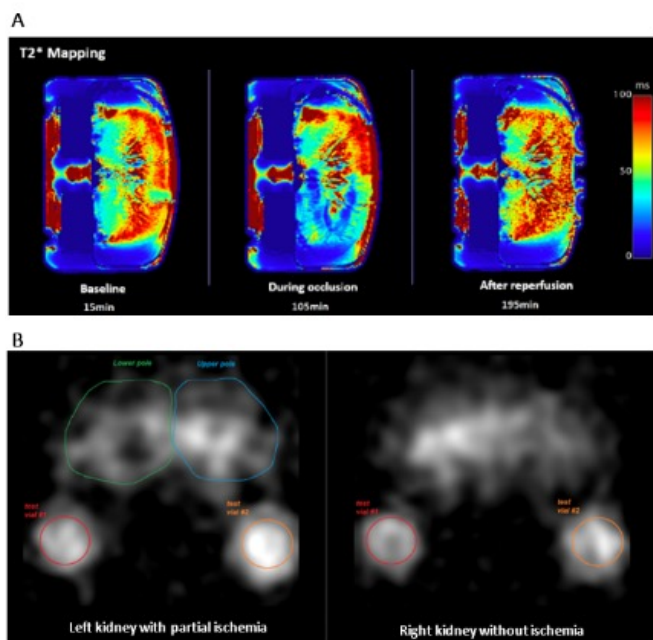 A
T2* Mapping
ms
100
50
0
Baseline
During occlusion
After reperfusion
15min
105min
195min
B
Lower pole
Upper pole
test
vial #1
test
vial #2
test
vial #1
test
vial #2
Left kidney with partial ischemia
Right kidney without ischemia